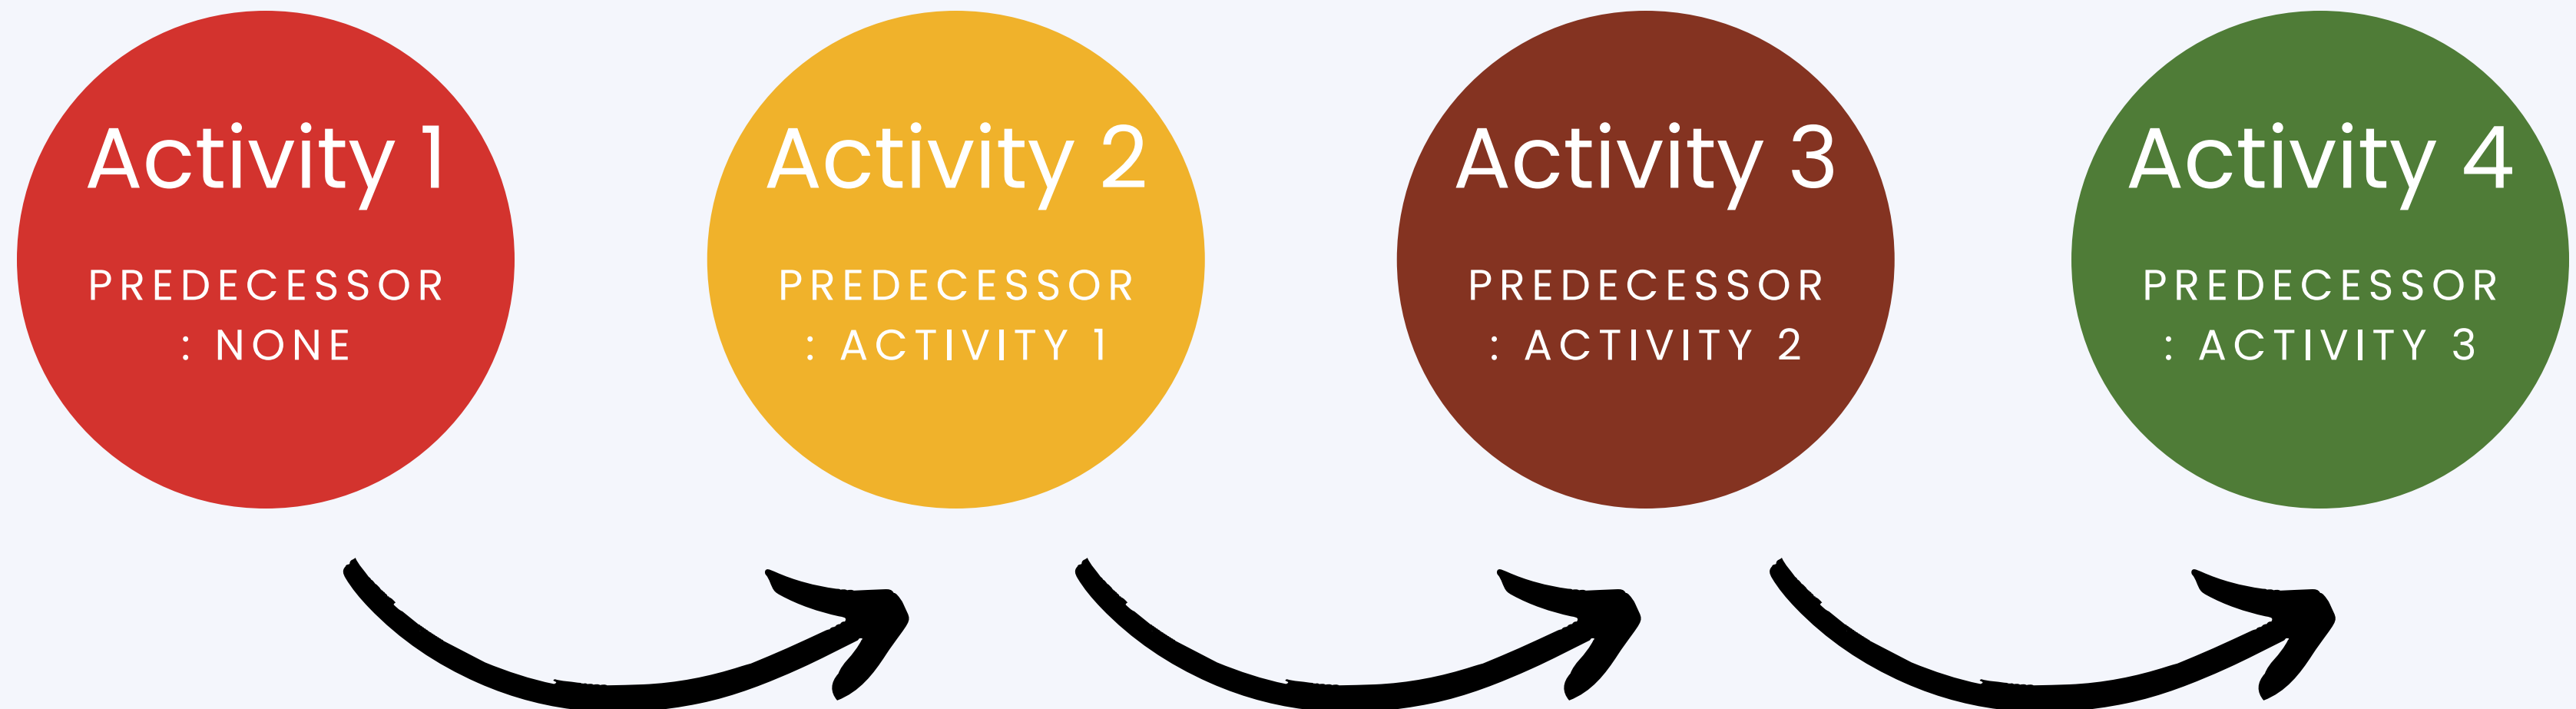 Activity 1
PREDECESSOR
: NONE
Activity 2
PREDECESSOR
: ACTIVITY 1
Activity 3
PREDECESSOR
: ACTIVITY 2
Activity 4
PREDECESSOR
: ACTIVITY 3